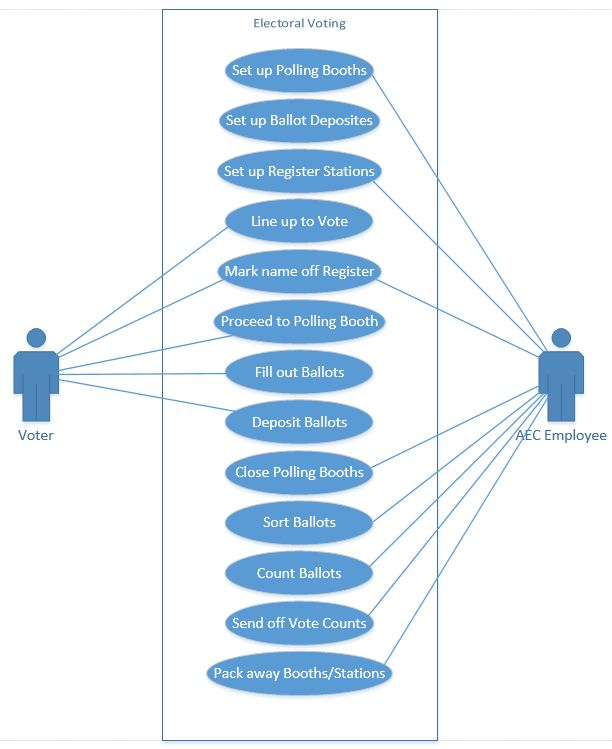 Electoral Voting
Set up Polling Booths
Set up Ballot Deposites
Set up Register Stations
Line up to Vote
Mark name off Register
Proceed to Polling Booth
Fill out Ballots
Deposit Ballots
Voter
AEC Employee
Close Polling Booths
Sort Ballots
Count Ballots
Send off Vote Counts
Pack away Booths/Stations